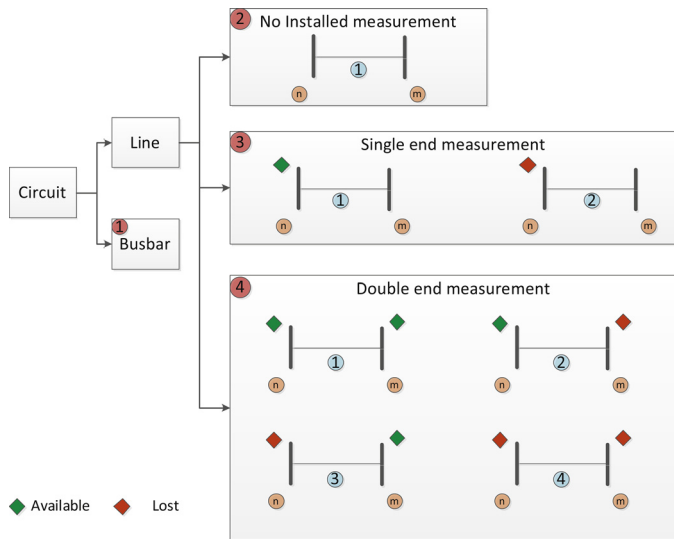 2 No Installed measurement
1
n m
Line
3 Single end measurement
Circuit
1 2
n m n m
1
Busbar
4 Double end measurement
1 2
n m n m
3 4
n m n m
Available Lost